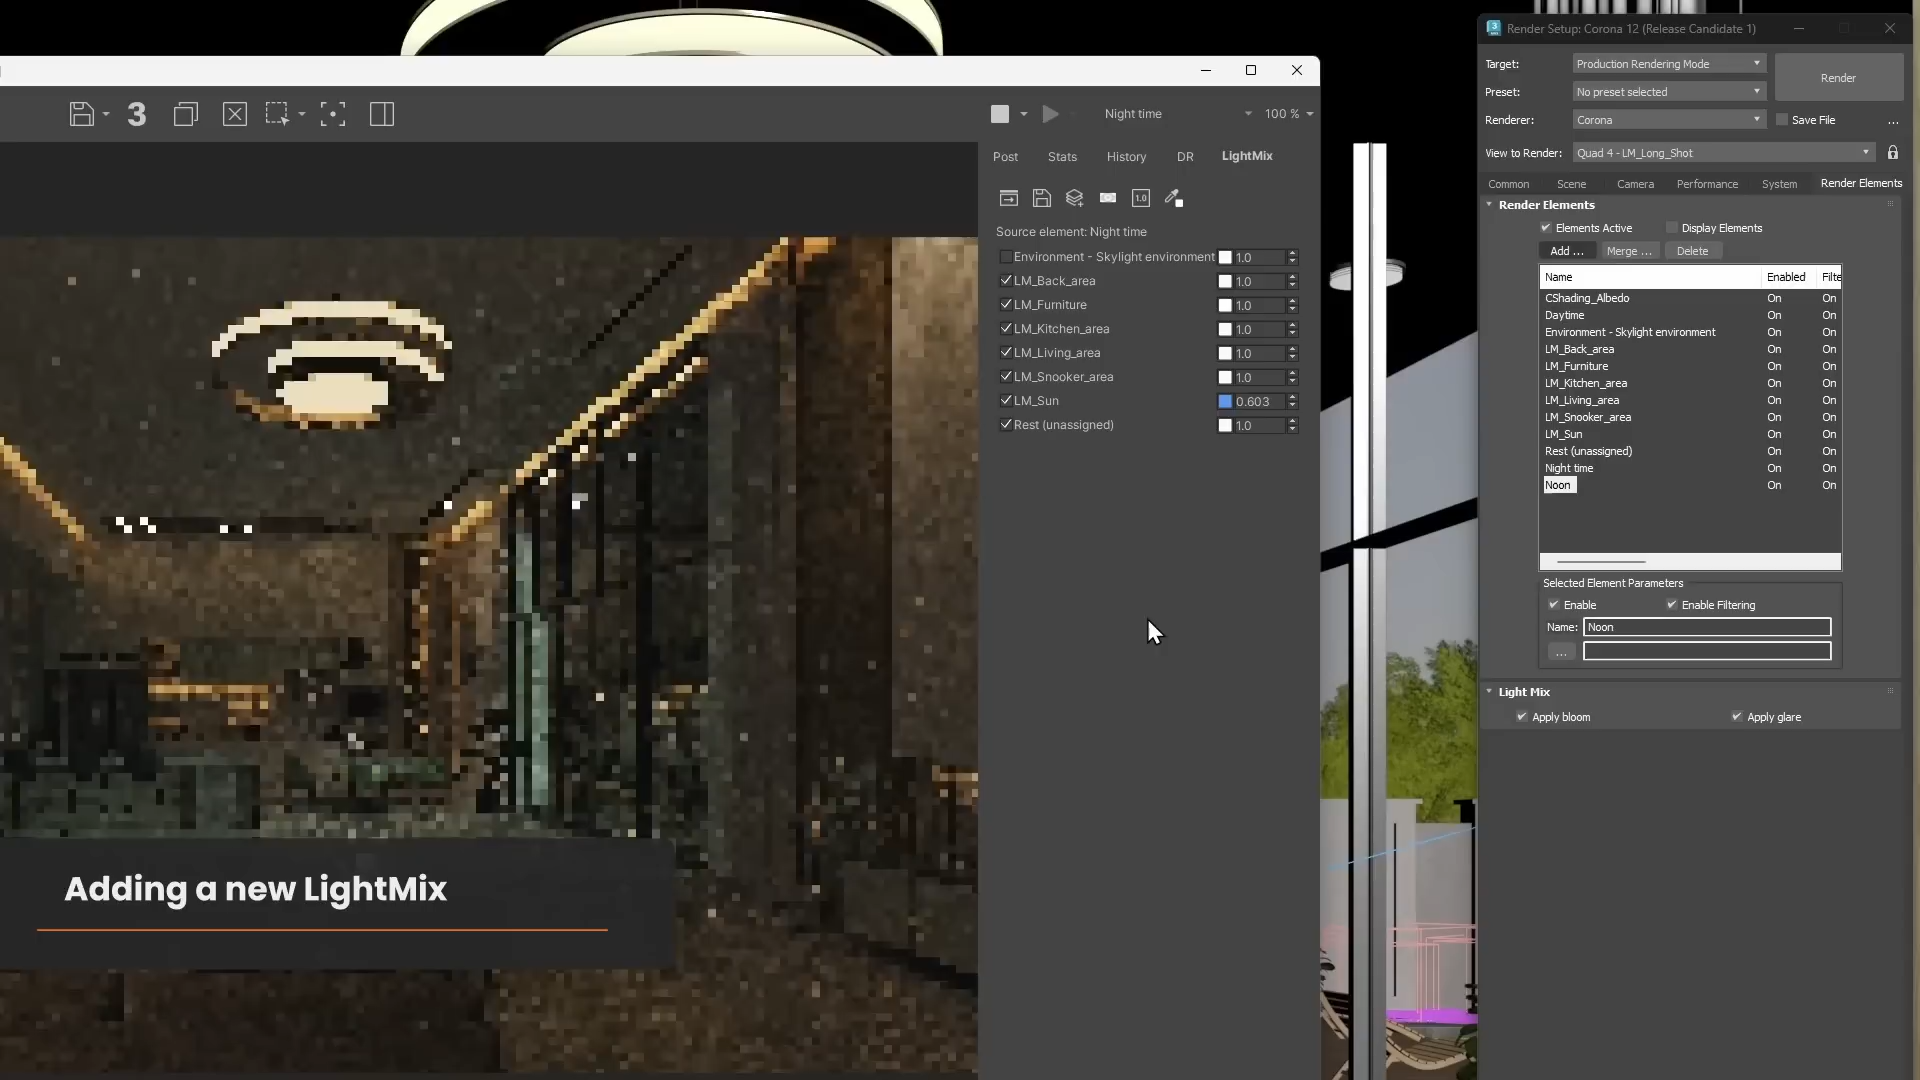 3
Night time
100 %
Post
Stats
History
DR
LightMix
1.0
Source element: Night time
Environment - Skylight environment
1.0
LM_Back_area
1.0
LM_Furniture
1.0
LM_Kitchen_area
1.0
LM_Living_area
1.0
LM_Snooker_area
1.0
LM_Sun
0.603
Rest (unassigned)
1.0
Adding a new LightMix
Render Setup: Corona 12 (Release Candidate 1)
Target:
Production Rendering Mode
Render
Preset:
No preset selected
Renderer:
Corona
Save File
...
View to Render:
Quad 4 - LM_Long_Shot
Common
Scene
Camera
Performance
System
Render Elements
Render Elements
Elements Active
Display Elements
Add ...
Merge ...
Delete
Name
Enabled
Filte
CShading_Albedo On On
Daytime On On
Environment - Skylight environment On On
LM_Back_area On On
LM_Furniture On On
LM_Kitchen_area On On
LM_Living_area On On
LM_Snooker_area On On
LM_Sun On On
Rest (unassigned) On On
Night time On On
Noon On On
Selected Element Parameters
Enable
Enable Filtering
Name:
Noon
...
Light Mix
Apply bloom
Apply glare